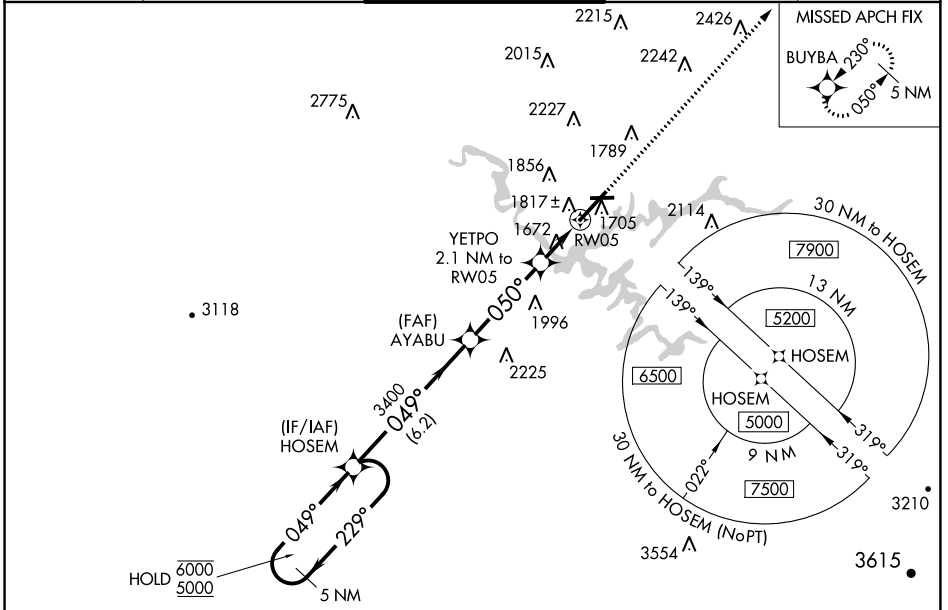 2215
2426
MISSED APCH FIX
BUYBA
230°
050°
5 NM
2015
2242
2775
2227
1789
1856
1817±
1705
RW05
1672
2114
YETPO
2.1 NM to
RW05
30 NM to HOSEM
7900
139°
13 NM
139°
5200
050°
3118
1996
(FAF)
AYABU
2225
HOSEM
6500
HOSEM
3400
049°
(6.2)
5000
(IF/IAF)
HOSEM
319°
9 NM
319°
022°
7500
30 NM to HOSEM (NoPT)
049°
229°
3210
3554
3615
HOLD 6000
5000
5 NM